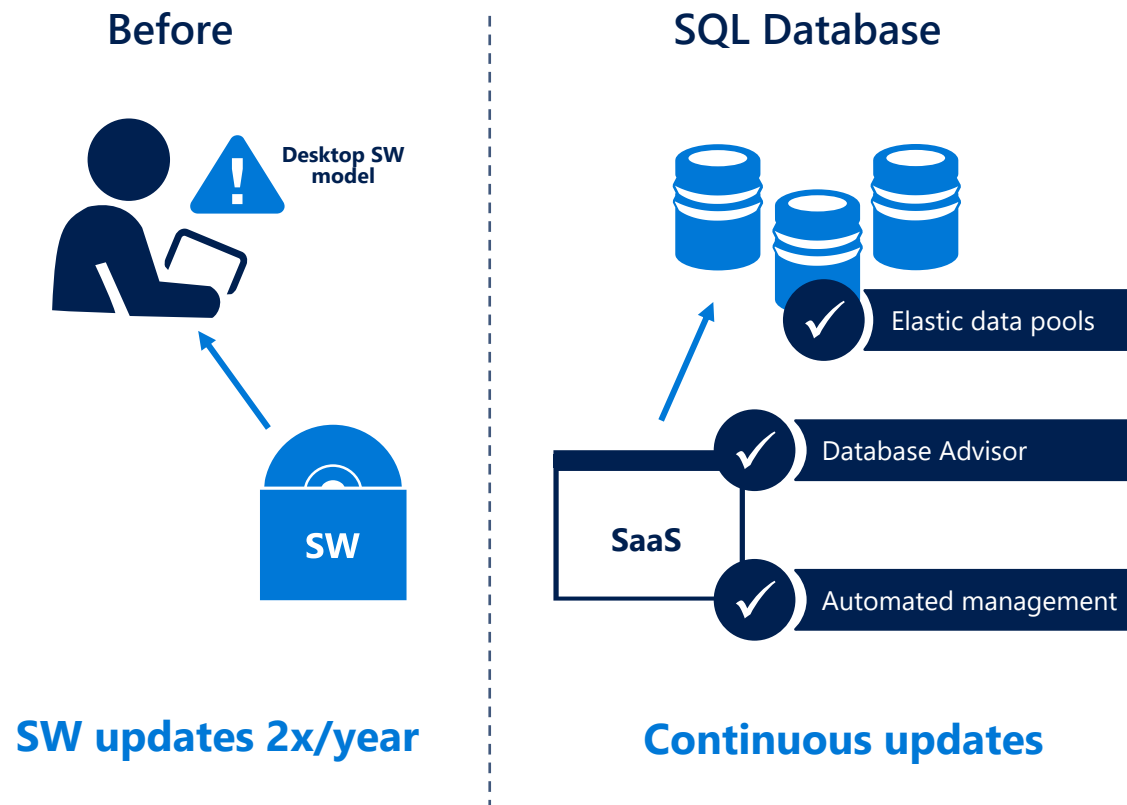 Before
Desktop SW
model
SW
SW updates 2x/year
SQL Database
Elastic data pools
Database Advisor
SaaS
Automated management
Continuous updates